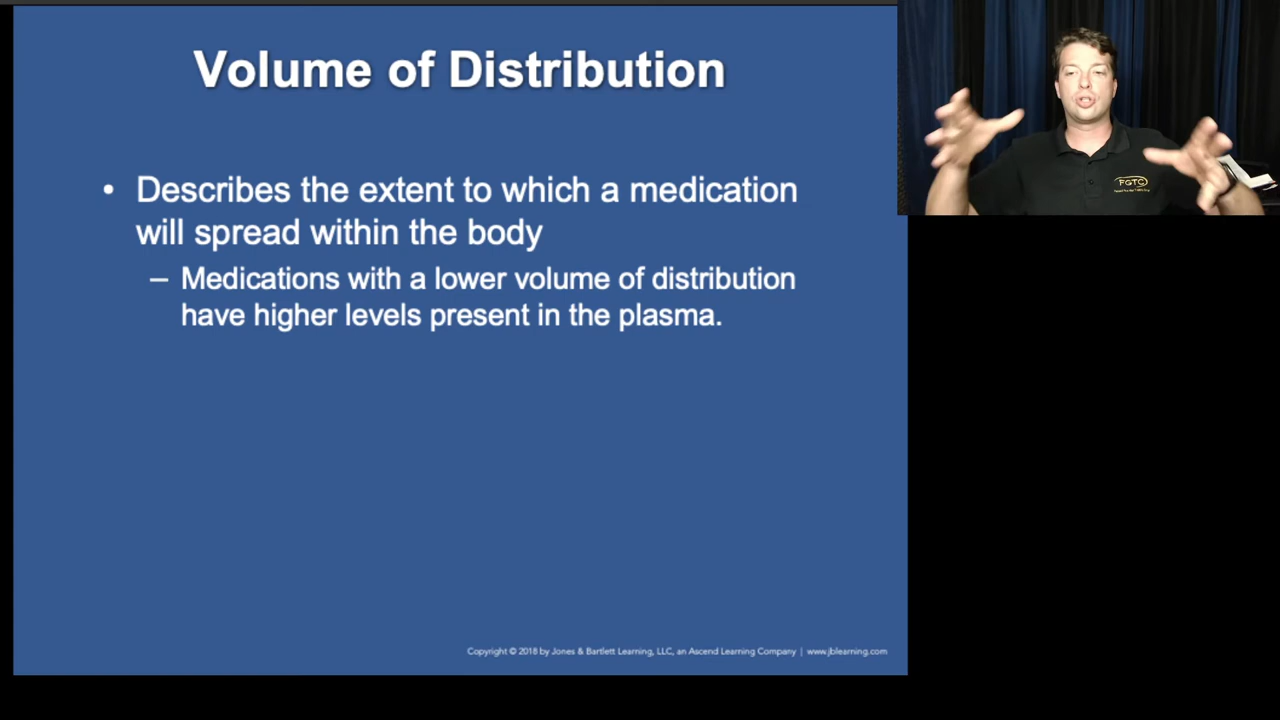 Volume of Distribution
• Describes the extent to which a medication
will spread within the body
– Medications with a lower volume of distribution
have higher levels present in the plasma.
Copyright © 2018 by Jones & Bartlett Learning, LLC, an Ascend Learning Company | www.jblearning.com
FGTC